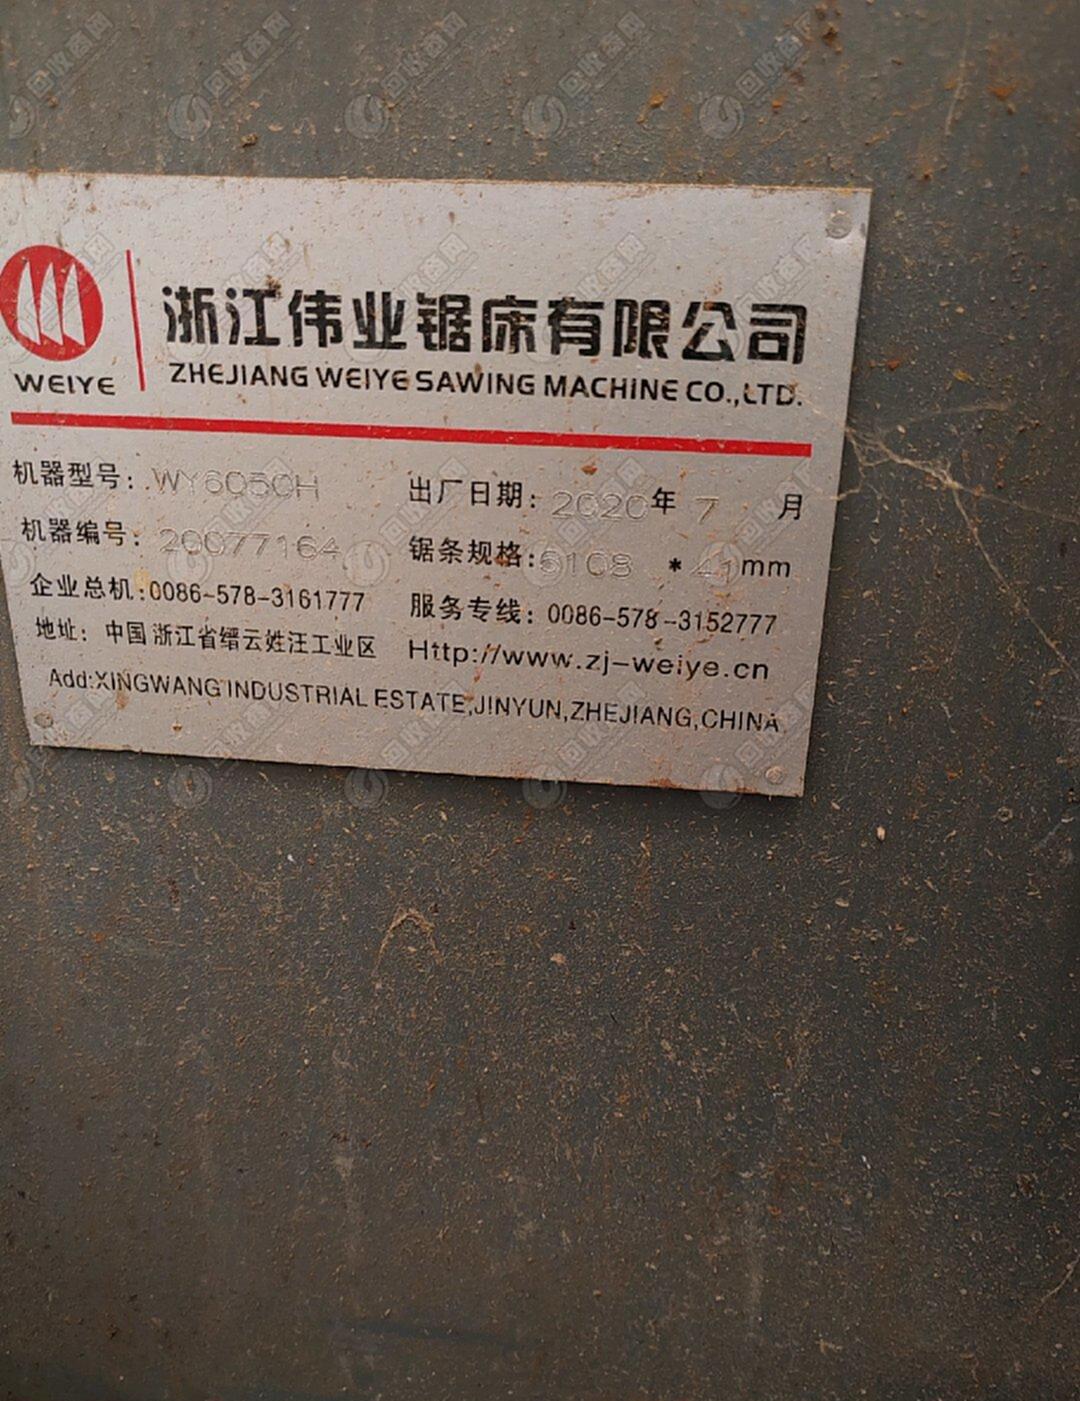 浙江伟业锯床有限公司
WEIYE
ZHEJIANG WEIYE SAWING MACHINE CO.,LTD.
机器型号: WY6050H 出厂日期: 2020年 7 月
机器编号: 20077164 锯条规格: 6108 * 41mm
企业总机:0086-578-3161777 服务专线: 0086-578-3152777
地址: 中国浙江省缙云姓汪工业区 Http://www.zj-weiye.cn
Add:XINGWANG INDUSTRIAL ESTATE,JINYUN,ZHEJIANG,CHINA
回收商网